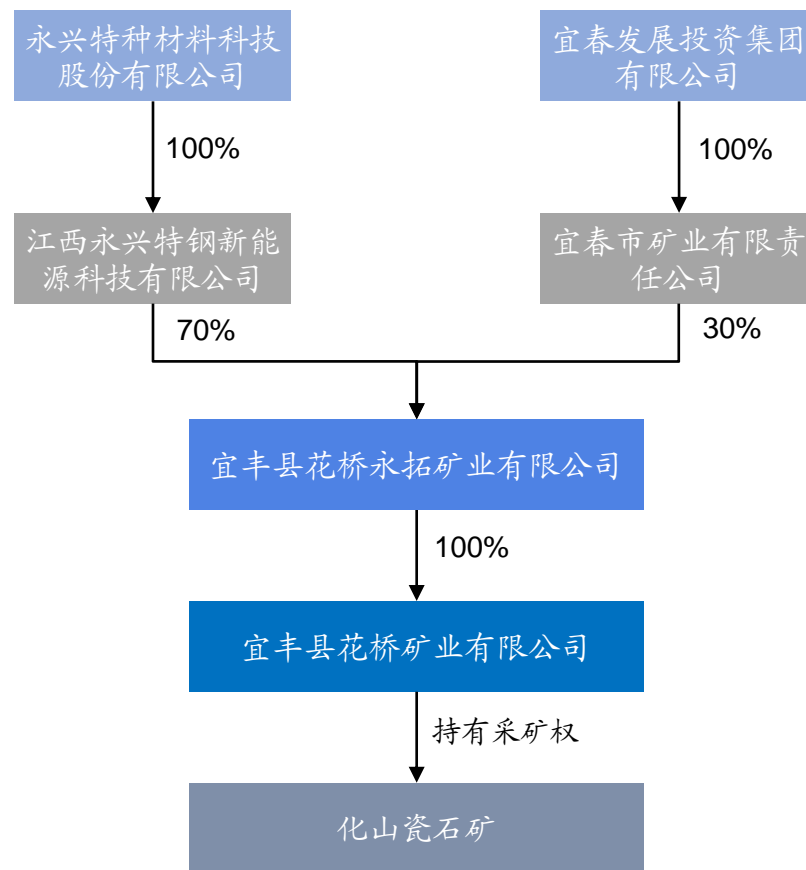 永兴特种材料科技
股份有限公司
宜春发展投资集团
有限公司
100%
100%
江西永兴特钢新能
源科技有限公司
宜春市矿业有限责
任公司
70%
30%
宜丰县花桥永拓矿业有限公司
100%
宜丰县花桥矿业有限公司
持有采矿权
化山瓷石矿